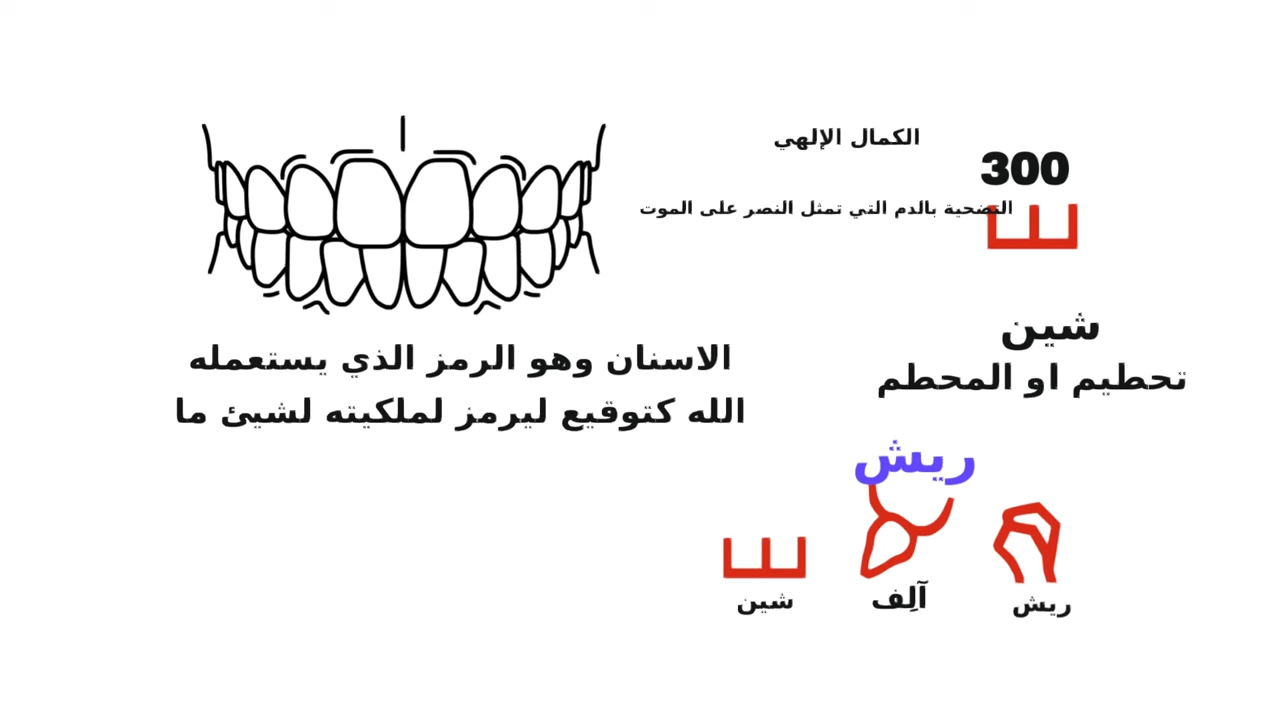 الكمال الإلهي
300
التضحية بالدم التي تمثل النصر على الموت
شين
تحطيم او المحطم
الاسنان وهو الرمز الذي يستعمله
الله كتوقيع ليرمز لملكيته لشيئ ما
ريش
ريش
آلِف
شين